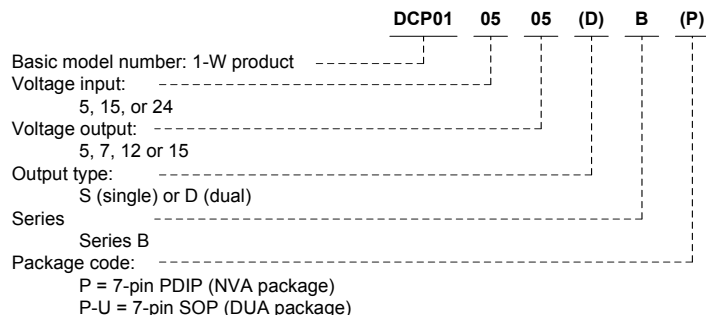 DCP01 05 05 (D) B (P)
Basic model number: 1-W product
Voltage input:
5, 15, or 24
Voltage output:
5, 7, 12 or 15
Output type:
S (single) or D (dual)
Series
Series B
Package code:
P = 7-pin PDIP (NVA package)
P-U = 7-pin SOP (DUA package)